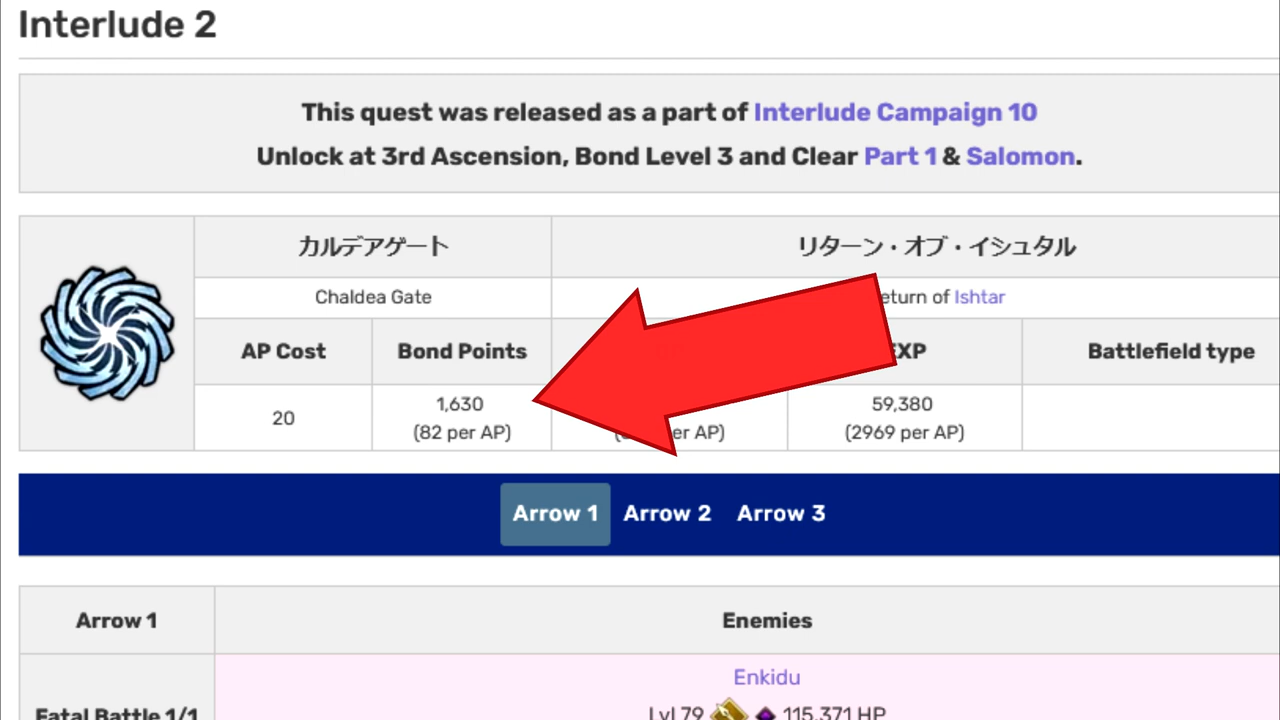 Interlude 2
This quest was released as a part of Interlude Campaign 10
Unlock at 3rd Ascension, Bond Level 3 and Clear Part 1 & Salomon.
カルデアゲート
リターン・オブ・イシュタル
Chaldea Gate
of Ishtar
AP Cost
Bond Points
Battlefield type
20
1,630
(82 per AP)
AP)
59,380
(2969 per AP)
Arrow 1 Arrow 2 Arrow 3
Arrow 1
Enemies
Enkidu
Fatal Battle 1/1
Lvl 79 115,371 HP